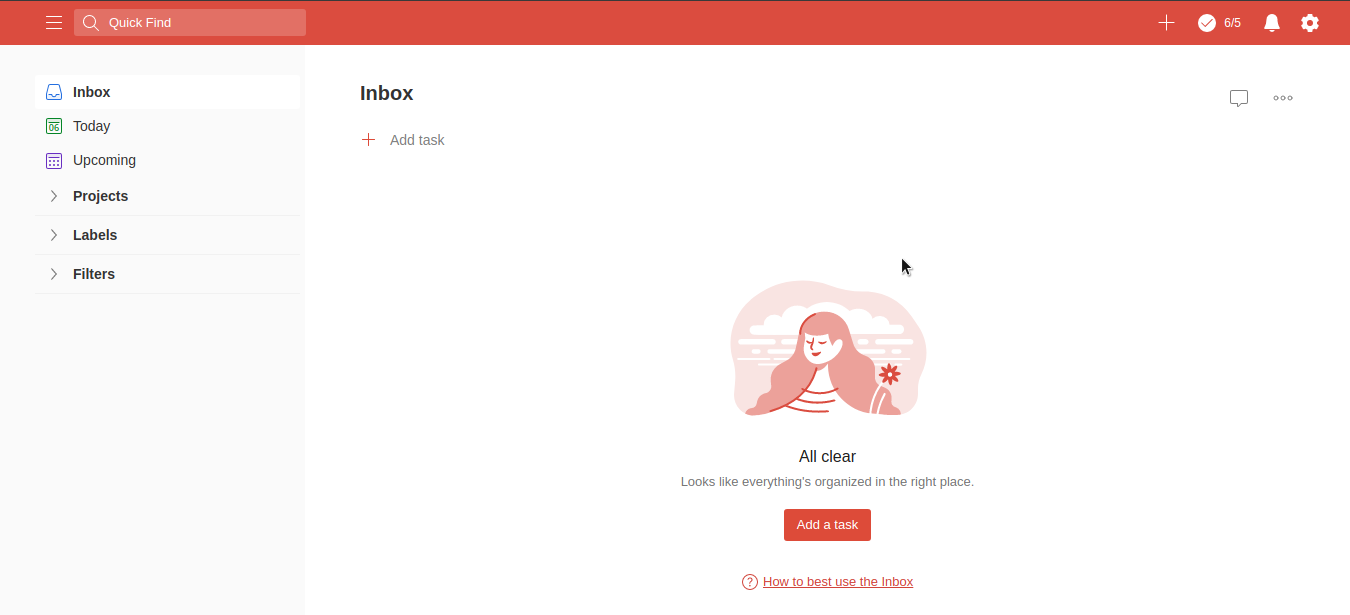 Quick Find
6/5
Inbox
06
Today
Upcoming
Projects
Labels
Filters
Inbox
Add task
All clear
Looks like everything's organized in the right place.
Add a task
? How to best use the Inbox